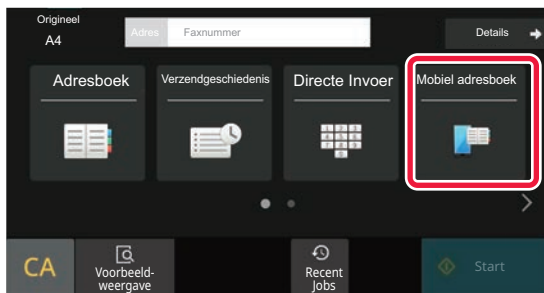 Origineel
A4
Adres
Faxnummer
Details
Adresboek
Verzendgeschiedenis
Directe Invoer
Mobiel adresboek
CA
Voorbeeld-
weergave
Recent
Jobs
Start